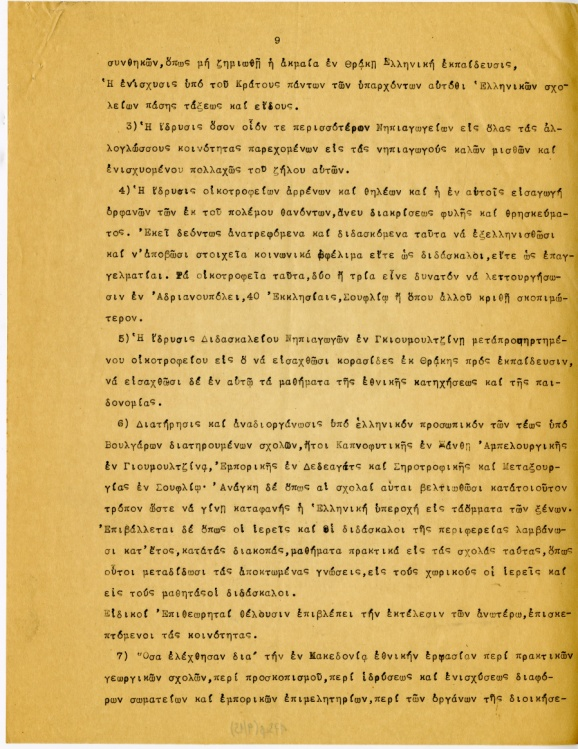 9
συνθηκῶν,ὅπως μή ζημιωθῇ ἡ ἀκμαία ἐν Θράκῃ Ἑλληνική ἐκπαίδευσις,
Ἡ ἐνίσχυσις ὑπό τοῦ Κράτους πάντων τῶν ὑπαρχόντων αὐτόθι Ἑλληνικῶν σχο-
λείων πάσης τάξεως καί εἴδους.
3)Ἡ ἵδρυσις ὅσον οἷόν τε περισσότερων Νηπιαγωγείων εἰς ὅλας τάς ἀλ-
λογλώσσους κοινότητας παρεχομένων εἰς τάς νηπιαγωγούς καλῶν μισθῶν καί
ἐνισχυομένου πολλαχῶς τοῦ ζήλου αὐτῶν.
4)Ἡ ἵδρυσις οἰκοτροφείων ἀρρένων καί θηλέων καί ἡ ἐν αὐτοῖς εἰσαγωγή
ὀρφανῶν τῶν ἐκ τοῦ πολέμου θανόντων,ἄνευ διακρίσεως φυλῆς καί θρησκεύμα-
τος. Ἐκεῖ δεόντως ἀνατρεφόμενα καί διδασκόμενα ταῦτα νά ἐξελληνισθῶσι
καί ν'ἀποβῶσι στοιχεῖα κοινωνικά ὠφέλιμα εἴτε ὡς διδάσκαλοι,εἴτε ὡς ἐπαγ-
γελματίαι. Τά οἰκοτροφεῖα ταῦτα,δύο ἤ τρία εἶνε δυνατόν νά λειτουργήσω-
σιν ἐν Ἀδριανουπόλει,40 Ἐκκλησίαις,Σουφλίῳ ἤ ὅπου ἀλλοῦ κριθῇ σκοπιμώ-
τερον.
5)Ἡ ἵδρυσις Διδασκαλείου Νηπιαγωγῶν ἐν Γκιουμουλτζίνῃ μετάπροσηρτημέ-
νου οἰκοτροφείου εἰς ὅ νά εἰσαχθῶσι κορασίδες ἐκ Θράκης πρός ἐκπαίδευσιν,
νά εἰσαχθῶσι δέ ἐν αὐτῷ τά μαθήματα τῆς ἐθνικῆς κατηχήσεως καί τῆς παι-
δονομίας.
6) Διατήρησις καί ἀναδιοργάνωσις ὑπό ἑλληνικόν προσωπικόν τῶν τέως ὑπό
Βουλγάρων διατηρουμένων σχολῶν,ἤτοι Καπνοφυτικῆς ἐν Ξάνθῃ Ἀμπελουργικῆς
ἐν Γιουμουλτζίνᾳ,Ἐμπορικῆς ἐν Δεδεαγάτς καί Σηροτροφικῆς καί Μεταξουρ-
γίας ἐν Σουφλίῳ· Ἀνάγκη δέ ὅπως αἱ σχολαί αὗται βελτιωθῶσι κατάτοιοῦτον
τρόπον ὥστε νά γίνῃ καταφανής ἡ Ἑλληνική ὑπεροχή εἰς τάὄμματα τῶν ξένων.
Ἐπιβάλλεται δέ ὅπως οἱ ἱερεῖς καί οἱ διδάσκαλοι τῆς περιφερείας λαμβάνω-
σι κατ'ἔτος,κατάτάς διακοπάς,μαθήματα πρακτικά εἰς τάς σχολάς ταύτας,ὅπως
οὗτοι μεταδίδωσι τάς ἀποκτωμένας γνώσεις,εἰς τούς χωρικούς οἱ ἱερεῖς καί
εἰς τούς μαθητάςοἱ διδάσκαλοι.
Εἰδικοί Ἐπιθεωρηταί θέλουσιν ἐπιβλέπει τήν ἐκτέλεσιν τῶν ἀνωτέρω,ἐπισκε-
πτόμενοι τάς κοινότητας.
7) Ὅσα ἐλέχθησαν διά τήν ἐν Μακεδονίᾳ ἐθνικήν ἐργασίαν περί πρακτικῶν
γεωργικῶν σχολῶν,περί προσκοπισμοῦ,περί ἱδρύσεως καί ἐνισχύσεως διαφό-
ρων σωματείων καί ἐμπορικῶν ἐπιμελητηρίων,περί τῶν ὀργάνων τῆς διοικήσε-